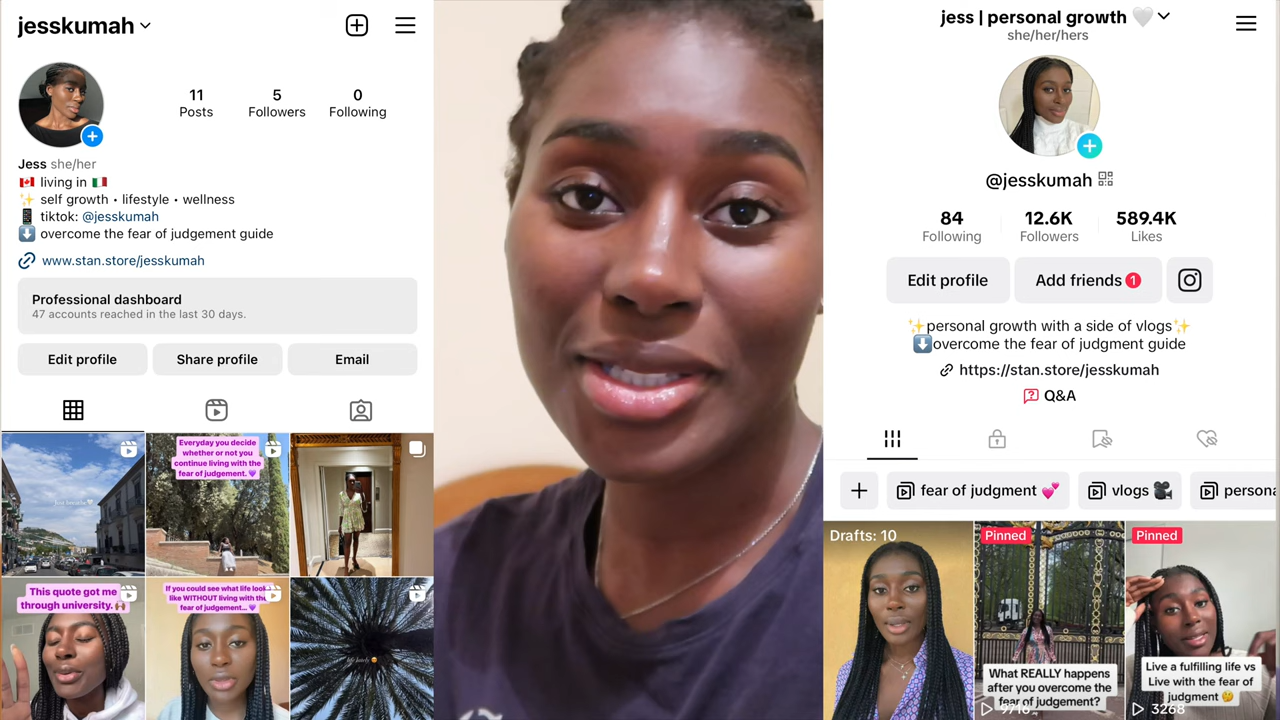 jesskumah
11
Posts
5
Followers
0
Following
Jess she/her
🇨🇦 living in 🇮🇹
✨ self growth • lifestyle • wellness
📱 tiktok: @jesskumah
⬇️ overcome the fear of judgement guide
www.stan.store/jesskumah
Professional dashboard
47 accounts reached in the last 30 days.
Edit profile
Share profile
Email
Everyday you decide
whether or not you
continue living with the
fear of judgement. 💜
This quote got me
through university. 🙌🏾
If you could see what life
like WITHOUT living with the
fear of judgement... 💜
life lately
jess | personal growth 🤍
she/her/hers
@jesskumah
84
Following
12.6K
Followers
589.4K
Likes
Edit profile
Add friends 1
✨personal growth with a side of vlogs✨
⬇️overcome the fear of judgment guide
https://stan.store/jesskumah
Q&A
fear of judgment 💕
vlogs 🎥
persona
Drafts: 10
Pinned
What REALLY happens
after you overcome the
fear of judgement?
Pinned
Live a fulfilling life vs
Live with the fear of
judgment 🤔
3268